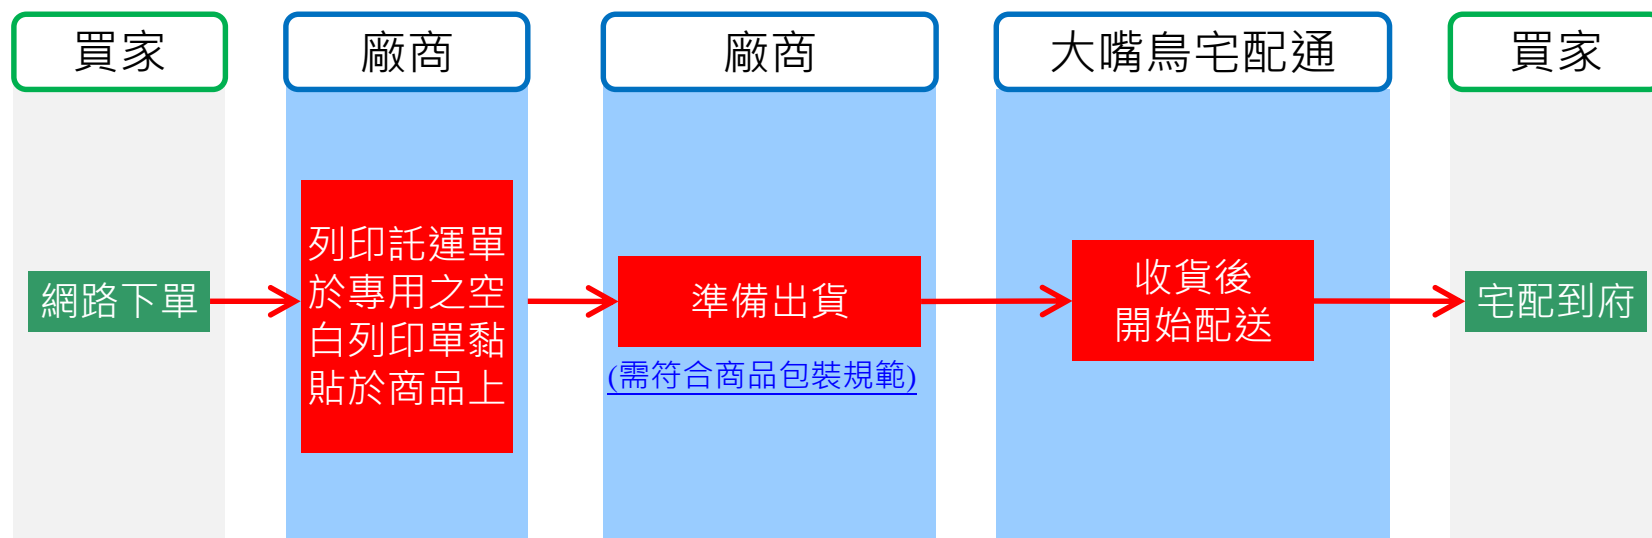 買家
廠商
廠商
大嘴鳥宅配通
買家
網路下單
列印託運單
於專用之空
白列印單黏
貼於商品上
準備出貨
(需符合商品包裝規範)
收貨後
開始配送
宅配到府